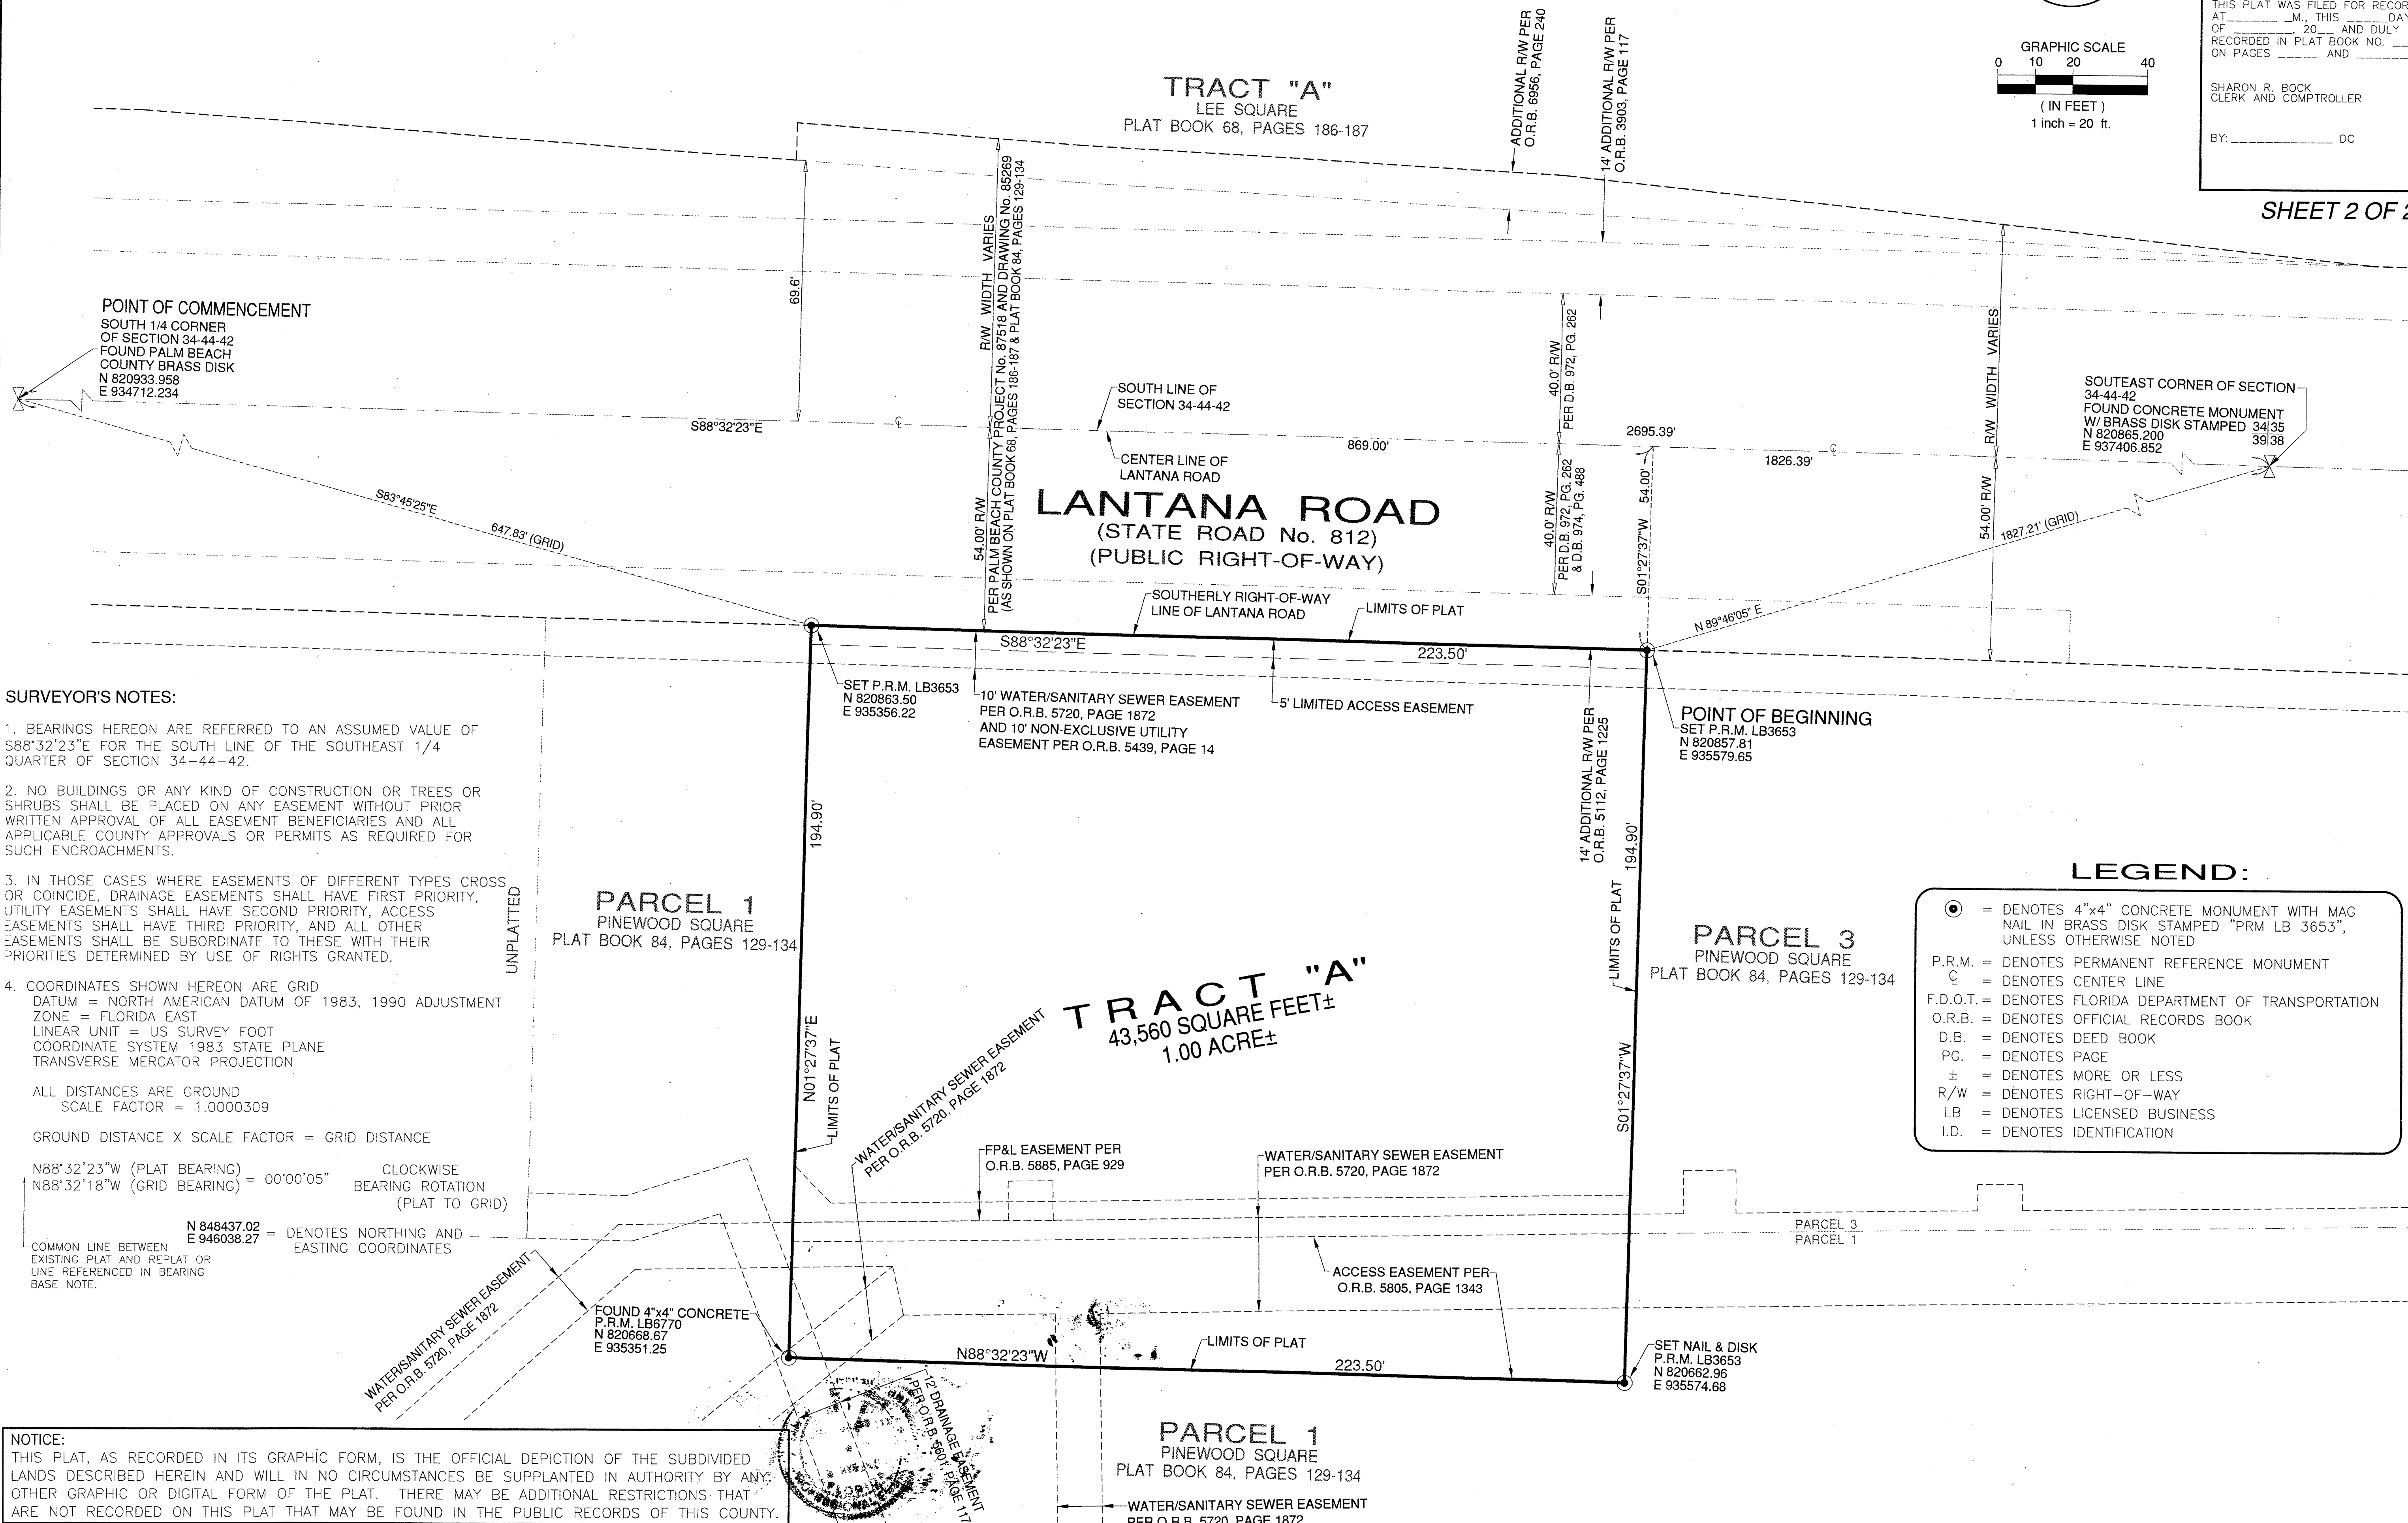 TRACT "A"
LEE SQUARE
PLAT BOOK 68, PAGES 186-187
ADDITIONAL R/W PER
O.R.B. 6956, PAGE 240
14' ADDITIONAL R/W PER
O.R.B. 3903, PAGE 117
GRAPHIC SCALE
0 10 20 40
( IN FEET )
1 inch = 20 ft.
THIS PLAT WAS FILED FOR RECOR
AT_______ _M., THIS _____DAY
OF _______, 20__ AND DULY
RECORDED IN PLAT BOOK NO. __
ON PAGES _____ AND ______
SHARON R. BOCK
CLERK AND COMPTROLLER
BY: ____________ DC
SHEET 2 OF 2
POINT OF COMMENCEMENT
SOUTH 1/4 CORNER
OF SECTION 34-44-42
FOUND PALM BEACH
COUNTY BRASS DISK
N 820933.958
E 934712.234
69.6'
R/W WIDTH VARIES
54.00' R/W
PER PALM BEACH COUNTY PROJECT No. 87518 AND DRAWING No. 85269
(AS SHOWN ON PLAT BOOK 68, PAGES 186-187 & PLAT BOOK 84, PAGES 129-134
S88°32'23"E
SOUTH LINE OF
SECTION 34-44-42
CENTER LINE OF
LANTANA ROAD
869.00'
40.0' R/W
PER D.B. 972, PG. 262
40.0' R/W
PER D.B. 972, PG. 262
& D.B. 974, PG. 488
2695.39'
1826.39'
S01°27'37"W 54.00'
R/W WIDTH VARIES
54.00' R/W
SOUTEAST CORNER OF SECTION
34-44-42
FOUND CONCRETE MONUMENT
W/ BRASS DISK STAMPED 34|35
39|38
N 820865.200
E 937406.852
S83°45'25"E
647.83' (GRID)
LANTANA ROAD
(STATE ROAD No. 812)
(PUBLIC RIGHT-OF-WAY)
1827.21' (GRID)
N 89°46'05" E
SOUTHERLY RIGHT-OF-WAY
LINE OF LANTANA ROAD
LIMITS OF PLAT
S88°32'23"E
223.50'
SET P.R.M. LB3653
N 820863.50
E 935356.22
10' WATER/SANITARY SEWER EASEMENT
PER O.R.B. 5720, PAGE 1872
AND 10' NON-EXCLUSIVE UTILITY
EASEMENT PER O.R.B. 5439, PAGE 14
5' LIMITED ACCESS EASEMENT
14' ADDITIONAL R/W PER
O.R.B. 5112, PAGE 1225
POINT OF BEGINNING
SET P.R.M. LB3653
N 820857.81
E 935579.65
SURVEYOR'S NOTES:
1. BEARINGS HEREON ARE REFERRED TO AN ASSUMED VALUE OF
S88°32'23"E FOR THE SOUTH LINE OF THE SOUTHEAST 1/4
QUARTER OF SECTION 34-44-42.
2. NO BUILDINGS OR ANY KIND OF CONSTRUCTION OR TREES OR
SHRUBS SHALL BE PLACED ON ANY EASEMENT WITHOUT PRIOR
WRITTEN APPROVAL OF ALL EASEMENT BENEFICIARIES AND ALL
APPLICABLE COUNTY APPROVALS OR PERMITS AS REQUIRED FOR
SUCH ENCROACHMENTS.
3. IN THOSE CASES WHERE EASEMENTS OF DIFFERENT TYPES CROSS
OR COINCIDE, DRAINAGE EASEMENTS SHALL HAVE FIRST PRIORITY,
UTILITY EASEMENTS SHALL HAVE SECOND PRIORITY, ACCESS
EASEMENTS SHALL HAVE THIRD PRIORITY, AND ALL OTHER
EASEMENTS SHALL BE SUBORDINATE TO THESE WITH THEIR
PRIORITIES DETERMINED BY USE OF RIGHTS GRANTED.
4. COORDINATES SHOWN HEREON ARE GRID
DATUM = NORTH AMERICAN DATUM OF 1983, 1990 ADJUSTMENT
ZONE = FLORIDA EAST
LINEAR UNIT = US SURVEY FOOT
COORDINATE SYSTEM 1983 STATE PLANE
TRANSVERSE MERCATOR PROJECTION
ALL DISTANCES ARE GROUND
SCALE FACTOR = 1.0000309
GROUND DISTANCE X SCALE FACTOR = GRID DISTANCE
N88°32'23"W (PLAT BEARING)
N88°32'18"W (GRID BEARING) = 00°00'05" CLOCKWISE
BEARING ROTATION
(PLAT TO GRID)
N 848437.02
E 946038.27 = DENOTES NORTHING AND
EASTING COORDINATES
COMMON LINE BETWEEN
EXISTING PLAT AND REPLAT OR
LINE REFERENCED IN BEARING
BASE NOTE.
UNPLATTED
PARCEL 1
PINEWOOD SQUARE
PLAT BOOK 84, PAGES 129-134
194.90'
N01°27'37"E
LIMITS OF PLAT
TRACT "A"
43,560 SQUARE FEET±
1.00 ACRE±
WATER/SANITARY SEWER EASEMENT
PER O.R.B. 5720, PAGE 1872
194.90'
LIMITS OF PLAT
S01°27'37"W
PARCEL 3
PINEWOOD SQUARE
PLAT BOOK 84, PAGES 129-134
LEGEND:
= DENOTES 4"x4" CONCRETE MONUMENT WITH MAG
NAIL IN BRASS DISK STAMPED "PRM LB 3653",
UNLESS OTHERWISE NOTED
P.R.M. = DENOTES PERMANENT REFERENCE MONUMENT
℄ = DENOTES CENTER LINE
F.D.O.T. = DENOTES FLORIDA DEPARTMENT OF TRANSPORTATION
O.R.B. = DENOTES OFFICIAL RECORDS BOOK
D.B. = DENOTES DEED BOOK
PG. = DENOTES PAGE
± = DENOTES MORE OR LESS
R/W = DENOTES RIGHT-OF-WAY
LB = DENOTES LICENSED BUSINESS
I.D. = DENOTES IDENTIFICATION
FP&L EASEMENT PER
O.R.B. 5885, PAGE 929
WATER/SANITARY SEWER EASEMENT
PER O.R.B. 5720, PAGE 1872
PARCEL 3
PARCEL 1
ACCESS EASEMENT PER
O.R.B. 5805, PAGE 1343
WATER/SANITARY SEWER EASEMENT
PER O.R.B. 5720, PAGE 1872
FOUND 4"x4" CONCRETE
P.R.M. LB6770
N 820668.67
E 935351.25
N88°32'23"W
LIMITS OF PLAT
223.50'
SET NAIL & DISK
P.R.M. LB3653
N 820662.96
E 935574.68
12' DRAINAGE EASEMENT
PER O.R.B. 5601, PAGE 117
PARCEL 1
PINEWOOD SQUARE
PLAT BOOK 84, PAGES 129-134
WATER/SANITARY SEWER EASEMENT
PER O.R.B. 5720, PAGE 1872
NOTICE:
THIS PLAT, AS RECORDED IN ITS GRAPHIC FORM, IS THE OFFICIAL DEPICTION OF THE SUBDIVIDED
LANDS DESCRIBED HEREIN AND WILL IN NO CIRCUMSTANCES BE SUPPLANTED IN AUTHORITY BY ANY
OTHER GRAPHIC OR DIGITAL FORM OF THE PLAT. THERE MAY BE ADDITIONAL RESTRICTIONS THAT
ARE NOT RECORDED ON THIS PLAT THAT MAY BE FOUND IN THE PUBLIC RECORDS OF THIS COUNTY.